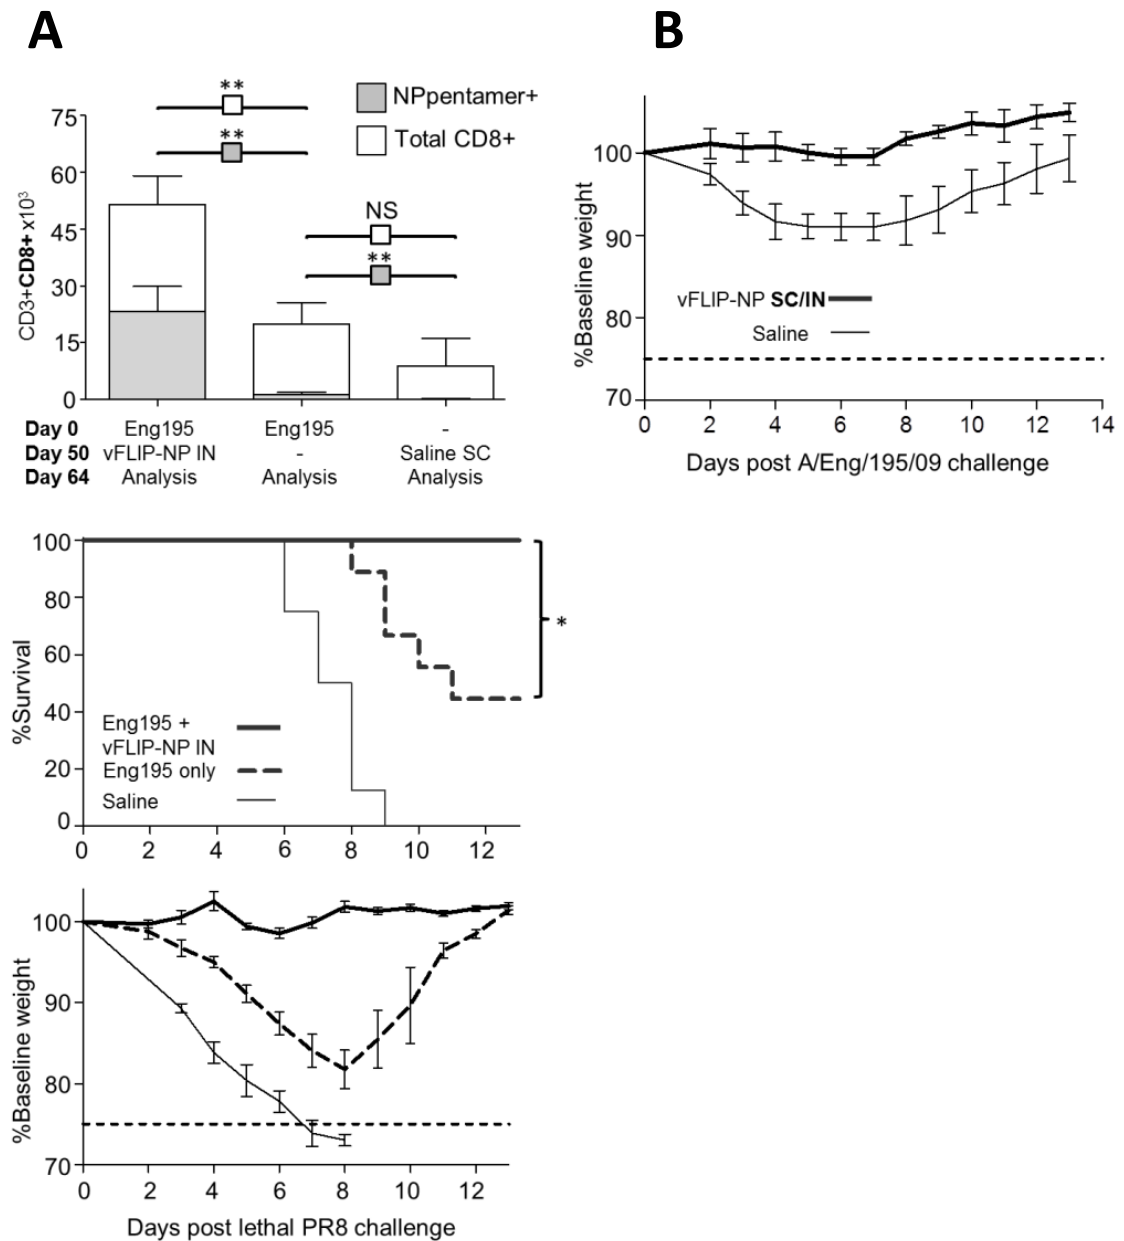 A
B
**
**
NPpentamer+
Total CD8+
NS
**
75
60
45
30
15
0
CD3+CD8+ x10³
Day 0 Eng195 Eng195 -
Day 50 vFLIP-NP IN - Saline SC
Day 64 Analysis Analysis Analysis
100
90
80
70
%Baseline weight
vFLIP-NP SC/IN
Saline
0 2 4 6 8 10 12 14
Days post A/Eng/195/09 challenge
100
80
60
40
20
0
%Survival
Eng195 +
vFLIP-NP IN
Eng195 only
Saline
*
0 2 4 6 8 10 12
100
90
80
70
%Baseline weight
0 2 4 6 8 10 12
Days post lethal PR8 challenge